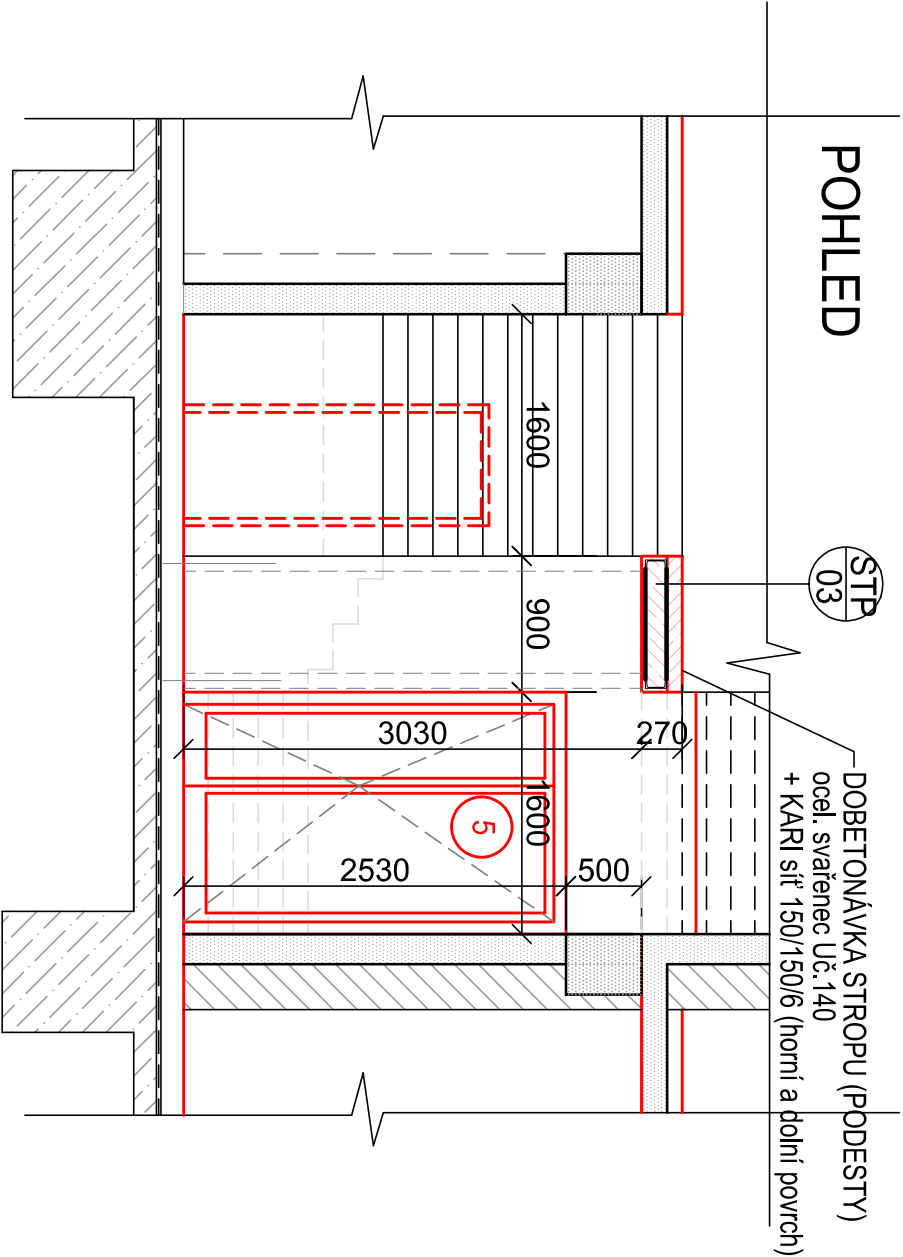 POHLED
STP
03
DOBETONÁVKA STROPU (PODESTY)
ocel. svařenec Uč.140
+ KARI síť 150/150/6 (horní a dolní povrch)
1600
900
1600
3030
270
2530
500
5